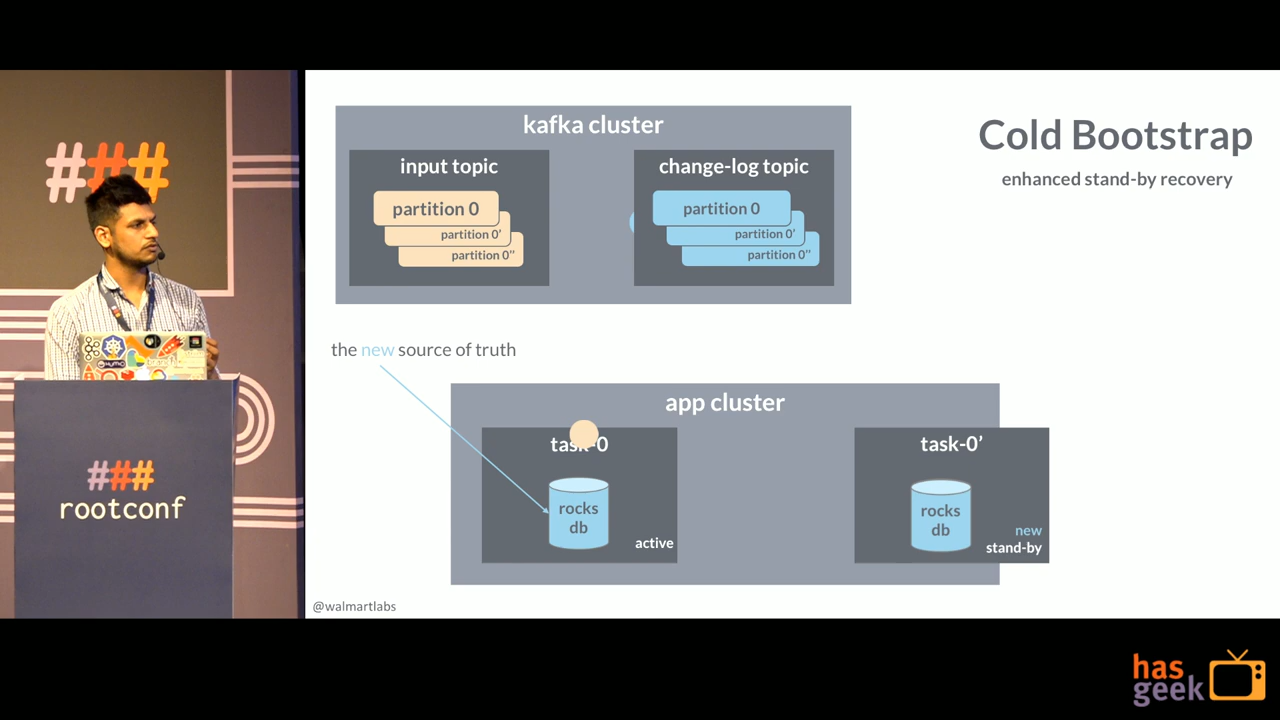 ###
###
rootconf
kafka cluster
input topic
partition 0
partition 0'
partition 0''
change-log topic
partition 0
partition 0'
partition 0''
Cold Bootstrap
enhanced stand-by recovery
the new source of truth
app cluster
task-0
rocks
db
active
task-0'
rocks
db
new
stand-by
@walmartlabs
has
geek